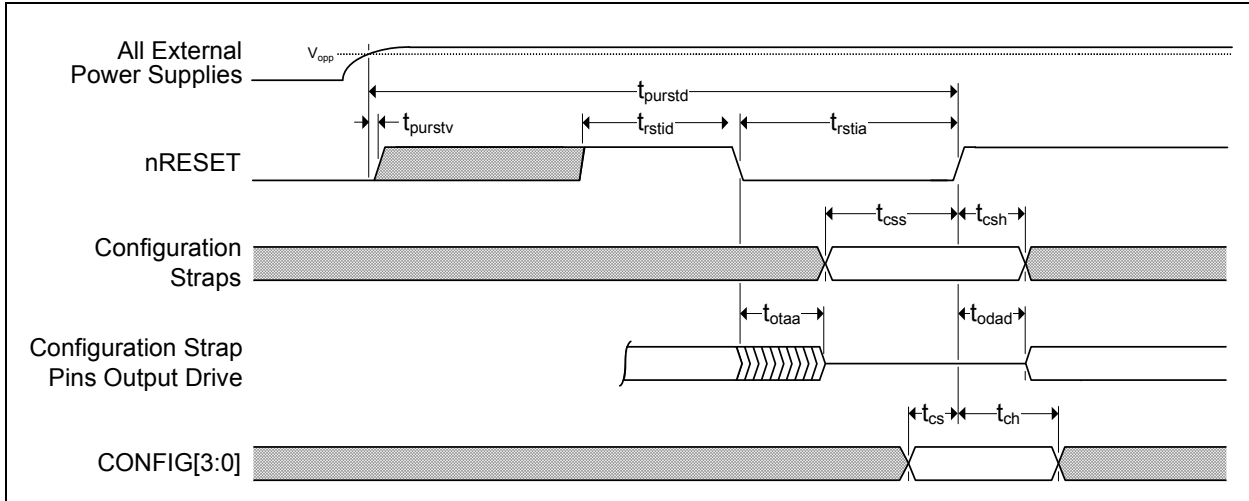 All External
Power Supplies
Vopp
tpurstd
tpurstv
trstid
trstia
nRESET
tcss
tcsh
Configuration
Straps
totaa
todad
Configuration Strap
Pins Output Drive
tcs
tch
CONFIG[3:0]